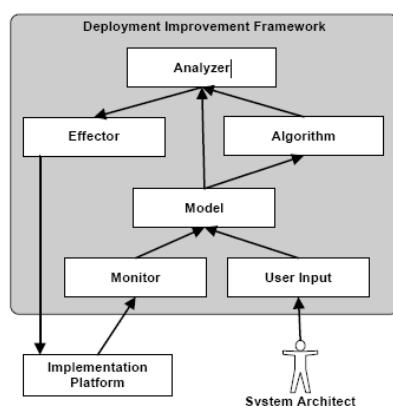 Deployment Improvement Framework
Analyzer
Effector
Algorithm
Model
Monitor
User Input
Implementation
Platform
System Architect